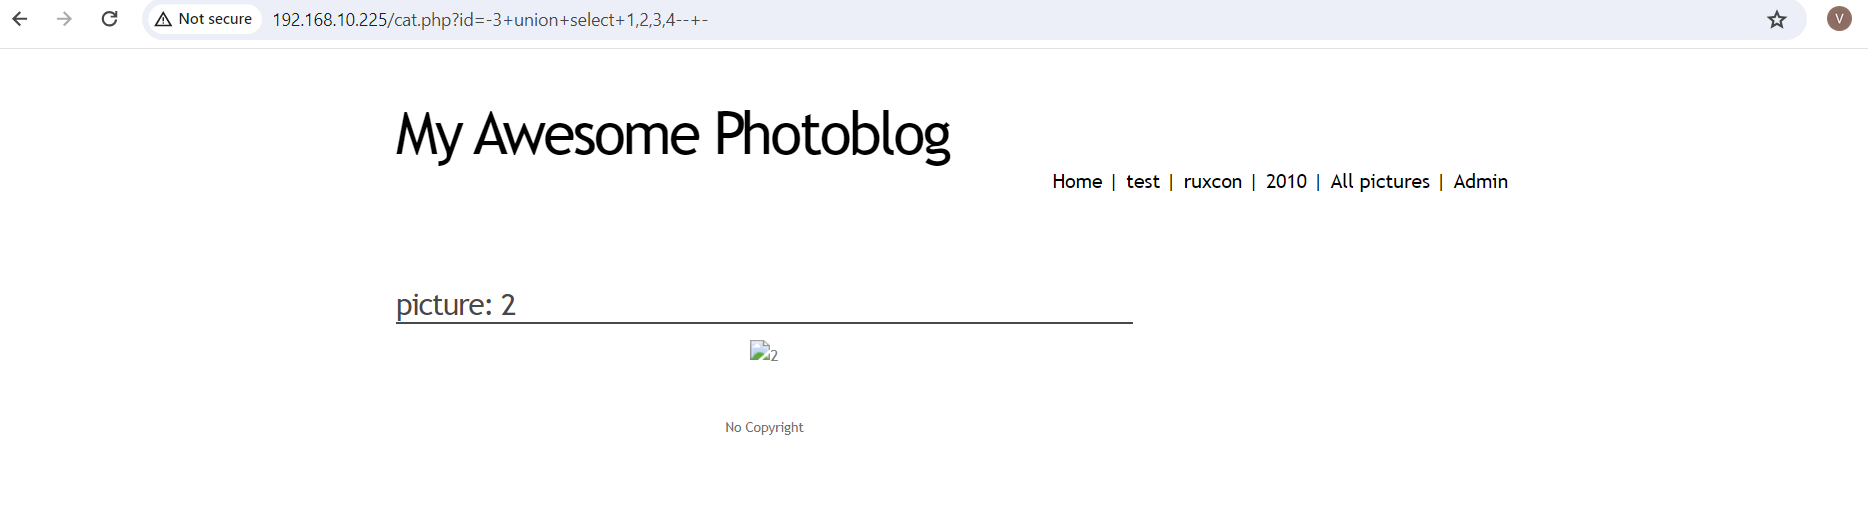 Not secure 192.168.10.225/cat.php?id=-3+union+select+1,2,3,4--+-
V
My Awesome Photoblog
Home | test | ruxcon | 2010 | All pictures | Admin
picture: 2
2
No Copyright